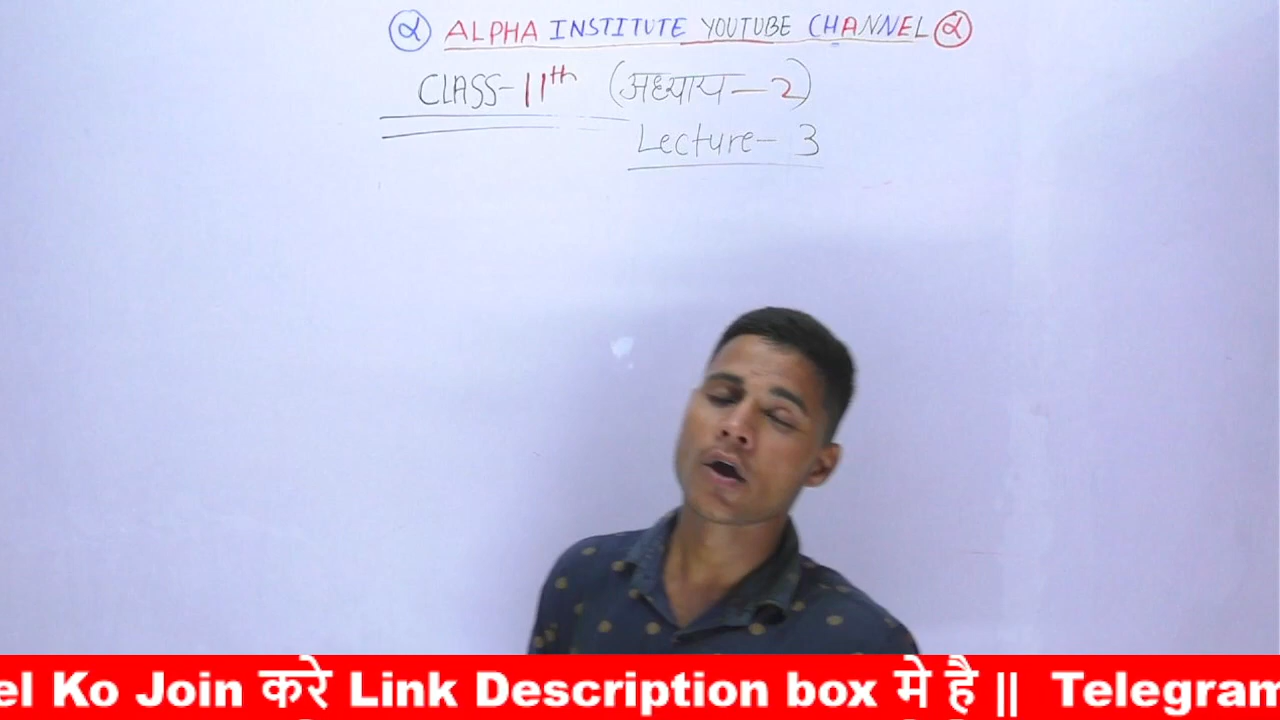 α ALPHA INSTITUTE YOUTUBE CHANNEL α
CLASS-11th (अध्याय-2)
Lecture-3
el Ko Join करे Link Description box मे है || Telegram